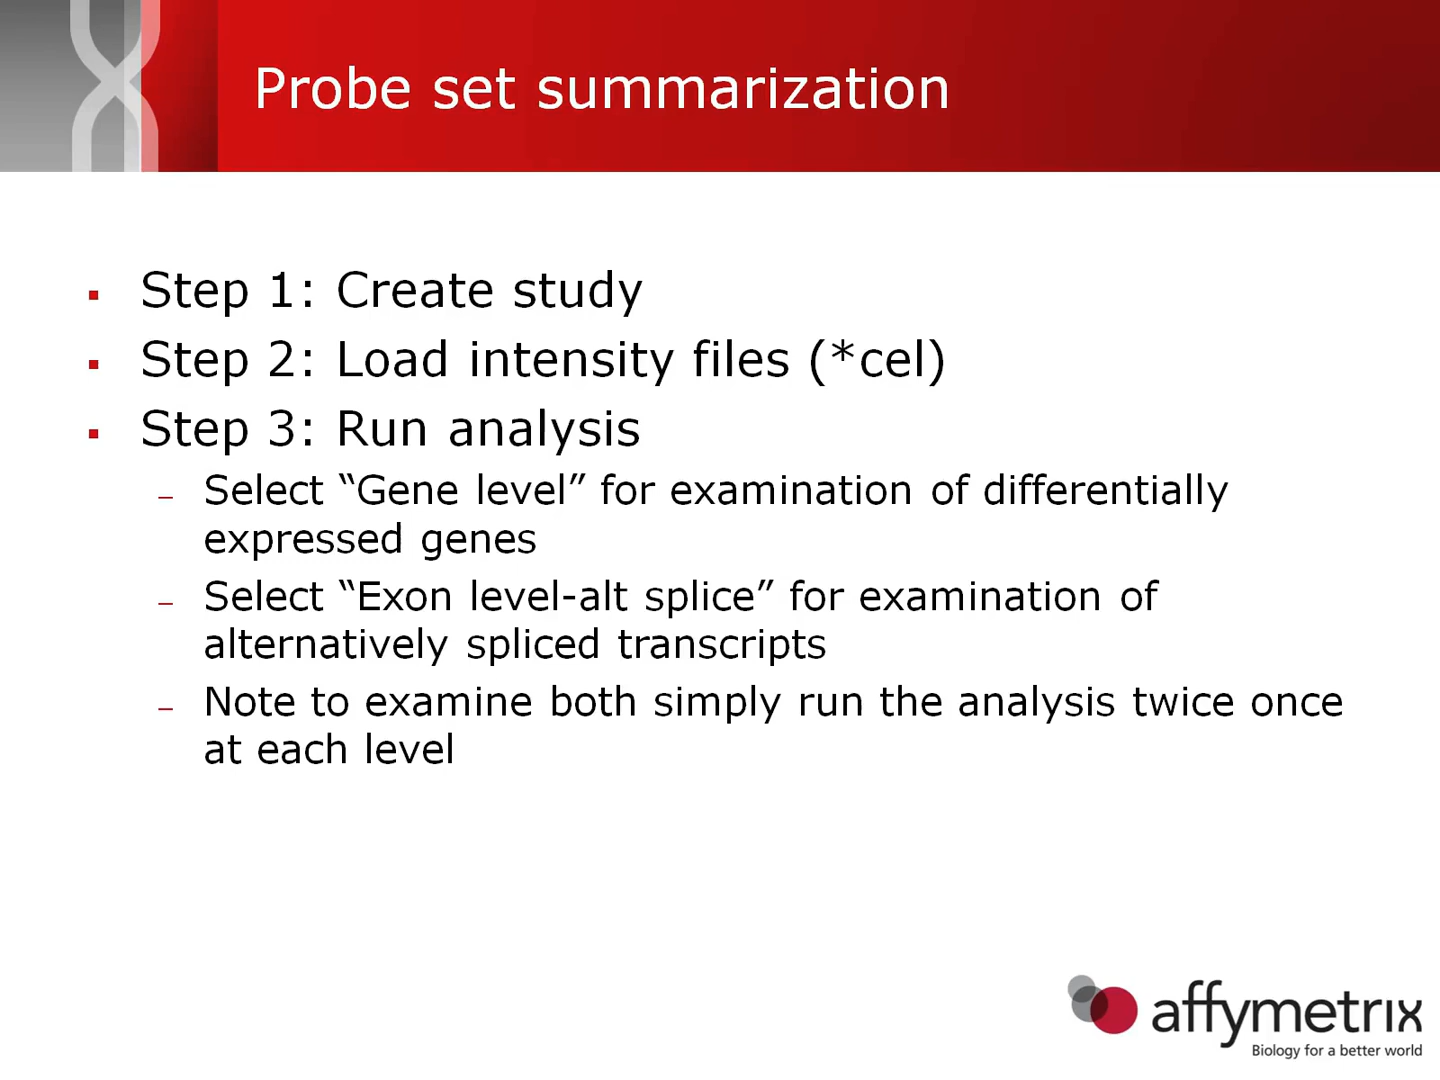 Probe set summarization
▪ Step 1: Create study
▪ Step 2: Load intensity files (*cel)
▪ Step 3: Run analysis
– Select “Gene level” for examination of differentially
expressed genes
– Select “Exon level-alt splice” for examination of
alternatively spliced transcripts
– Note to examine both simply run the analysis twice once
at each level
affymetrix
Biology for a better world